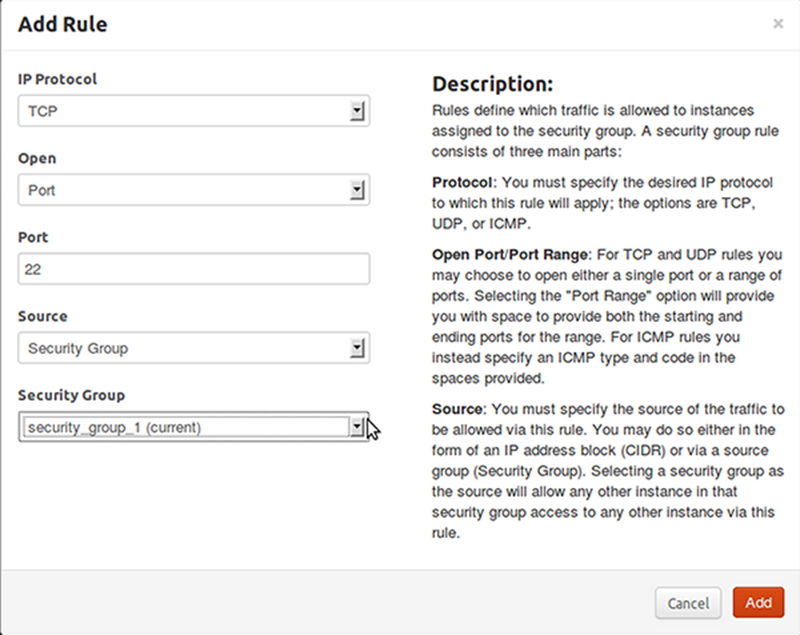 Add Rule
×
IP Protocol
TCP
Open
Port
Port
22
Source
Security Group
Security Group
security_group_1 (current)
Description:
Rules define which traffic is allowed to instances
assigned to the security group. A security group rule
consists of three main parts:
Protocol: You must specify the desired IP protocol
to which this rule will apply; the options are TCP,
UDP, or ICMP.
Open Port/Port Range: For TCP and UDP rules you
may choose to open either a single port or a range of
ports. Selecting the "Port Range" option will provide
you with space to provide both the starting and
ending ports for the range. For ICMP rules you
instead specify an ICMP type and code in the
spaces provided.
Source: You must specify the source of the traffic to
be allowed via this rule. You may do so either in the
form of an IP address block (CIDR) or via a source
group (Security Group). Selecting a security group as
the source will allow any other instance in that
security group access to any other instance via this
rule.
Cancel
Add